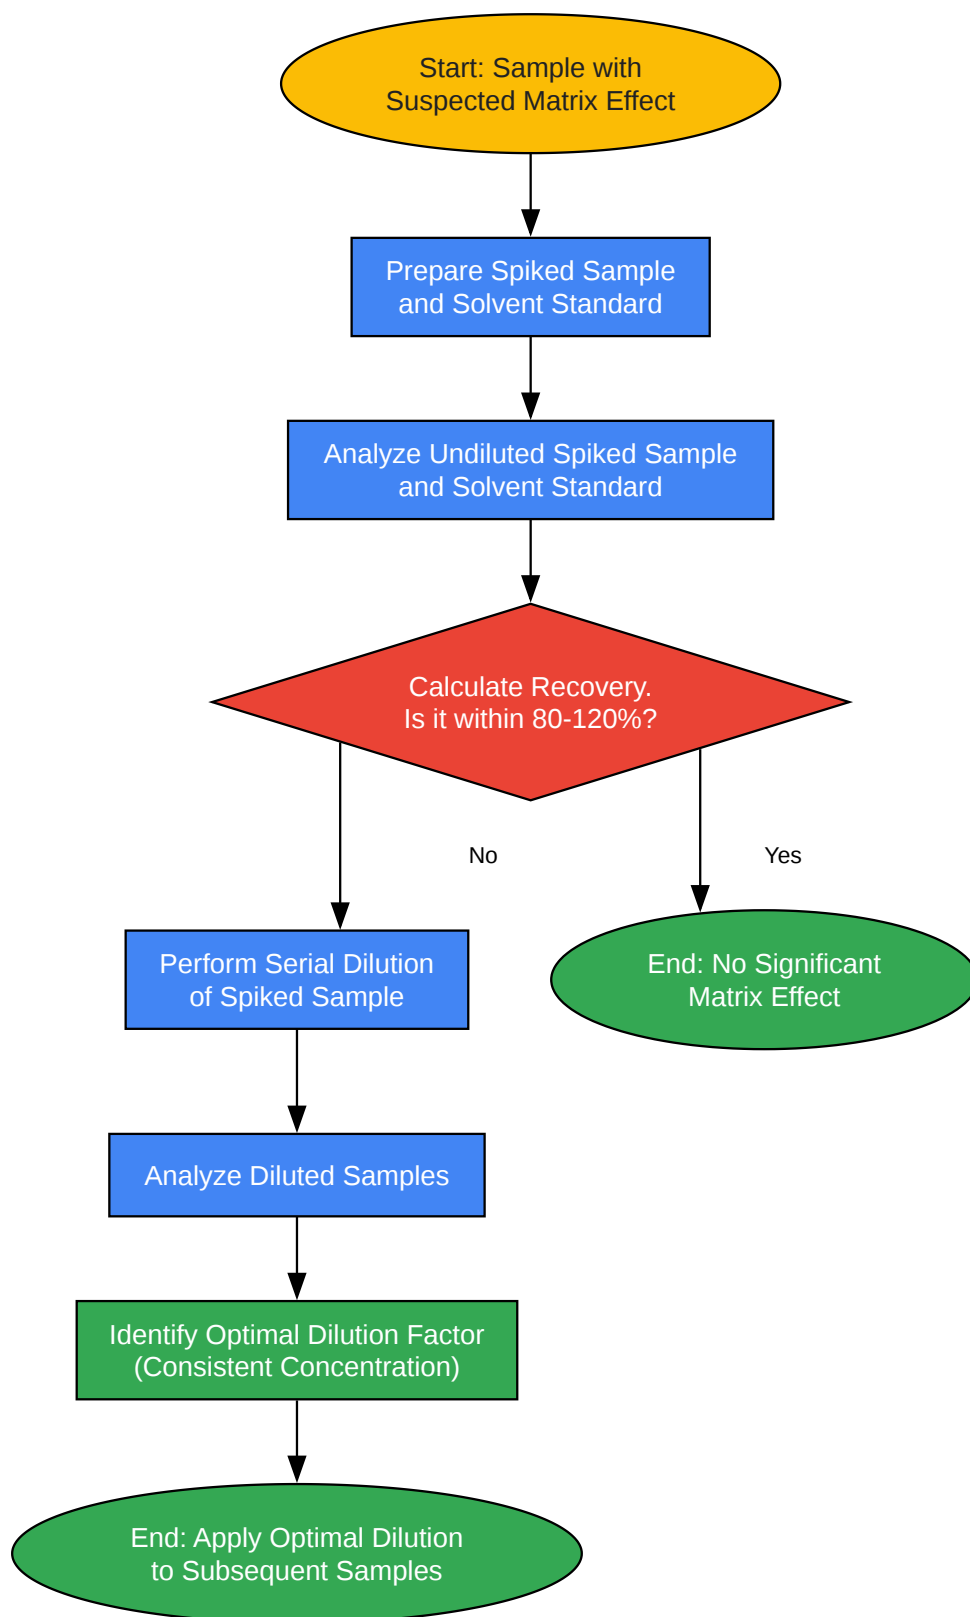 Start: Sample with
Suspected Matrix Effect
Prepare Spiked Sample
and Solvent Standard
Analyze Undiluted Spiked Sample
and Solvent Standard
Calculate Recovery.
Is it within 80-120%?
No
Yes
Perform Serial Dilution
of Spiked Sample
End: No Significant
Matrix Effect
Analyze Diluted Samples
Identify Optimal Dilution Factor
(Consistent Concentration)
End: Apply Optimal Dilution
to Subsequent Samples